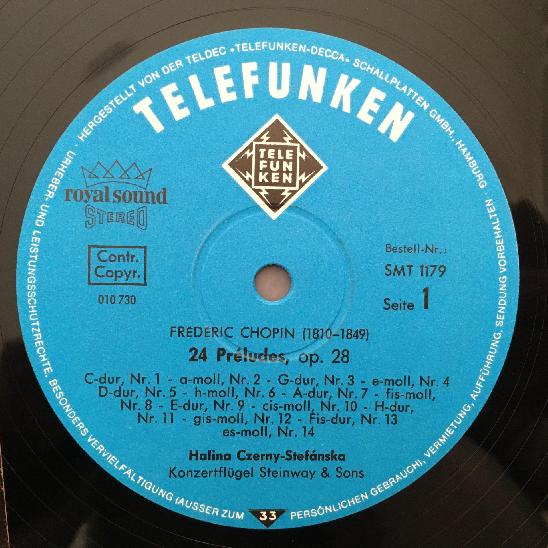 URHEBER- UND LEISTUNGSSCHUTZRECHTE, BESONDERS VERVIELFÄLTIGUNG (AUSSER ZUM PERSÖNLICHEN GEBRAUCH), VERMIETUNG, AUFFÜHRUNG, SENDUNG VORBEHALTEN
· HERGESTELLT VON DER TELDEC »TELEFUNKEN-DECCA« SCHALLPLATTEN GMBH., HAMBURG ·
TELEFUNKEN
TELE
FUN
KEN
royal sound
STEREO
Contr.
Copyr.
010 730
Bestell-Nr.:
SMT 1179
Seite 1
FRÉDÉRIC CHOPIN (1810–1849)
24 Préludes, op. 28
C-dur, Nr. 1 - a-moll, Nr. 2 - G-dur, Nr. 3 - e-moll, Nr. 4
D-dur, Nr. 5 - h-moll, Nr. 6 - A-dur, Nr. 7 - fis-moll,
Nr. 8 - E-dur, Nr. 9 - cis-moll, Nr. 10 - H-dur,
Nr. 11 - gis-moll, Nr. 12 - Fis-dur, Nr. 13
es-moll, Nr. 14
Halina Czerny-Stefánska
Konzertflügel Steinway & Sons
33